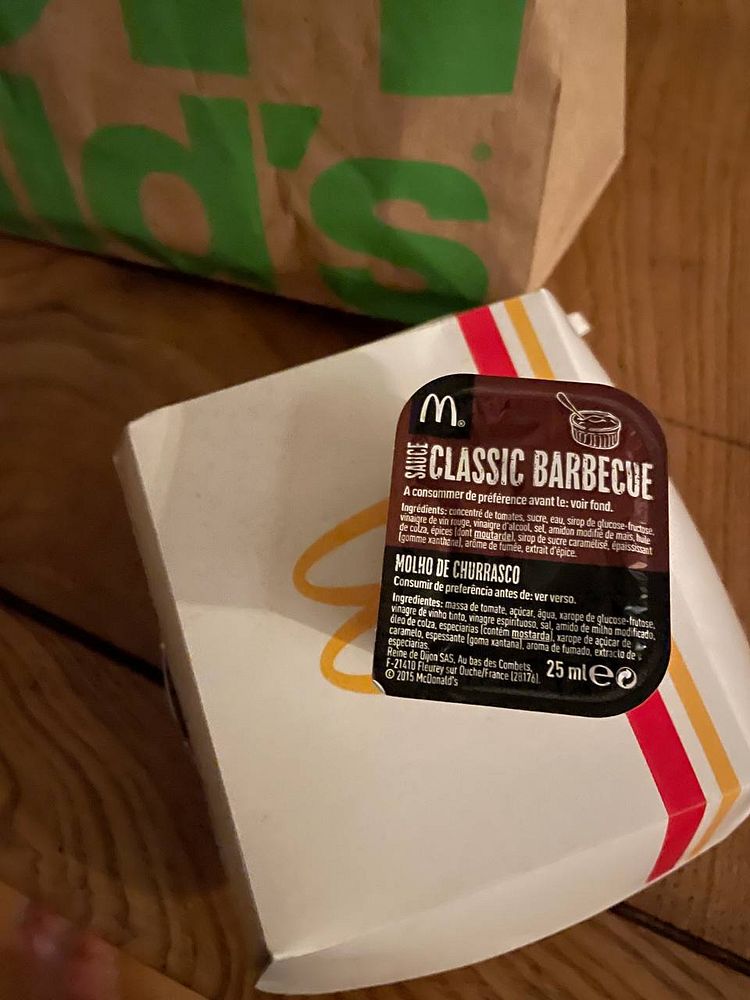 ld's
M®
SAUCE
CLASSIC BARBECUE
A consommer de préférence avant le: voir fond.
Ingrédients: concentré de tomates, sucre, eau, sirop de glucose-fructose,
vinaigre de vin rouge, vinaigre d'alcool, sel, amidon modifié de maïs, huile
de colza, épices (dont moutarde), sirop de sucre caramélisé, épaississant
(gomme xanthane), arôme de fumée, extrait d'épice.
MOLHO DE CHURRASCO
Consumir de preferência antes de: ver verso.
Ingredientes: massa de tomate, açúcar, água, xarope de glucose-frutose,
vinagre de vinho tinto, vinagre espirituoso, sal, amido de milho modificado,
óleo de colza, especiarias (contém mostarda), xarope de açúcar de
caramelo, espessante (goma xantana), aroma de fumado, extracto de
especiarias.
Reine de Dijon SAS, Au bas des Combets,
F-21410 Fleurey sur Ouche/France (28176).
© 2015 McDonald's
25 ml e